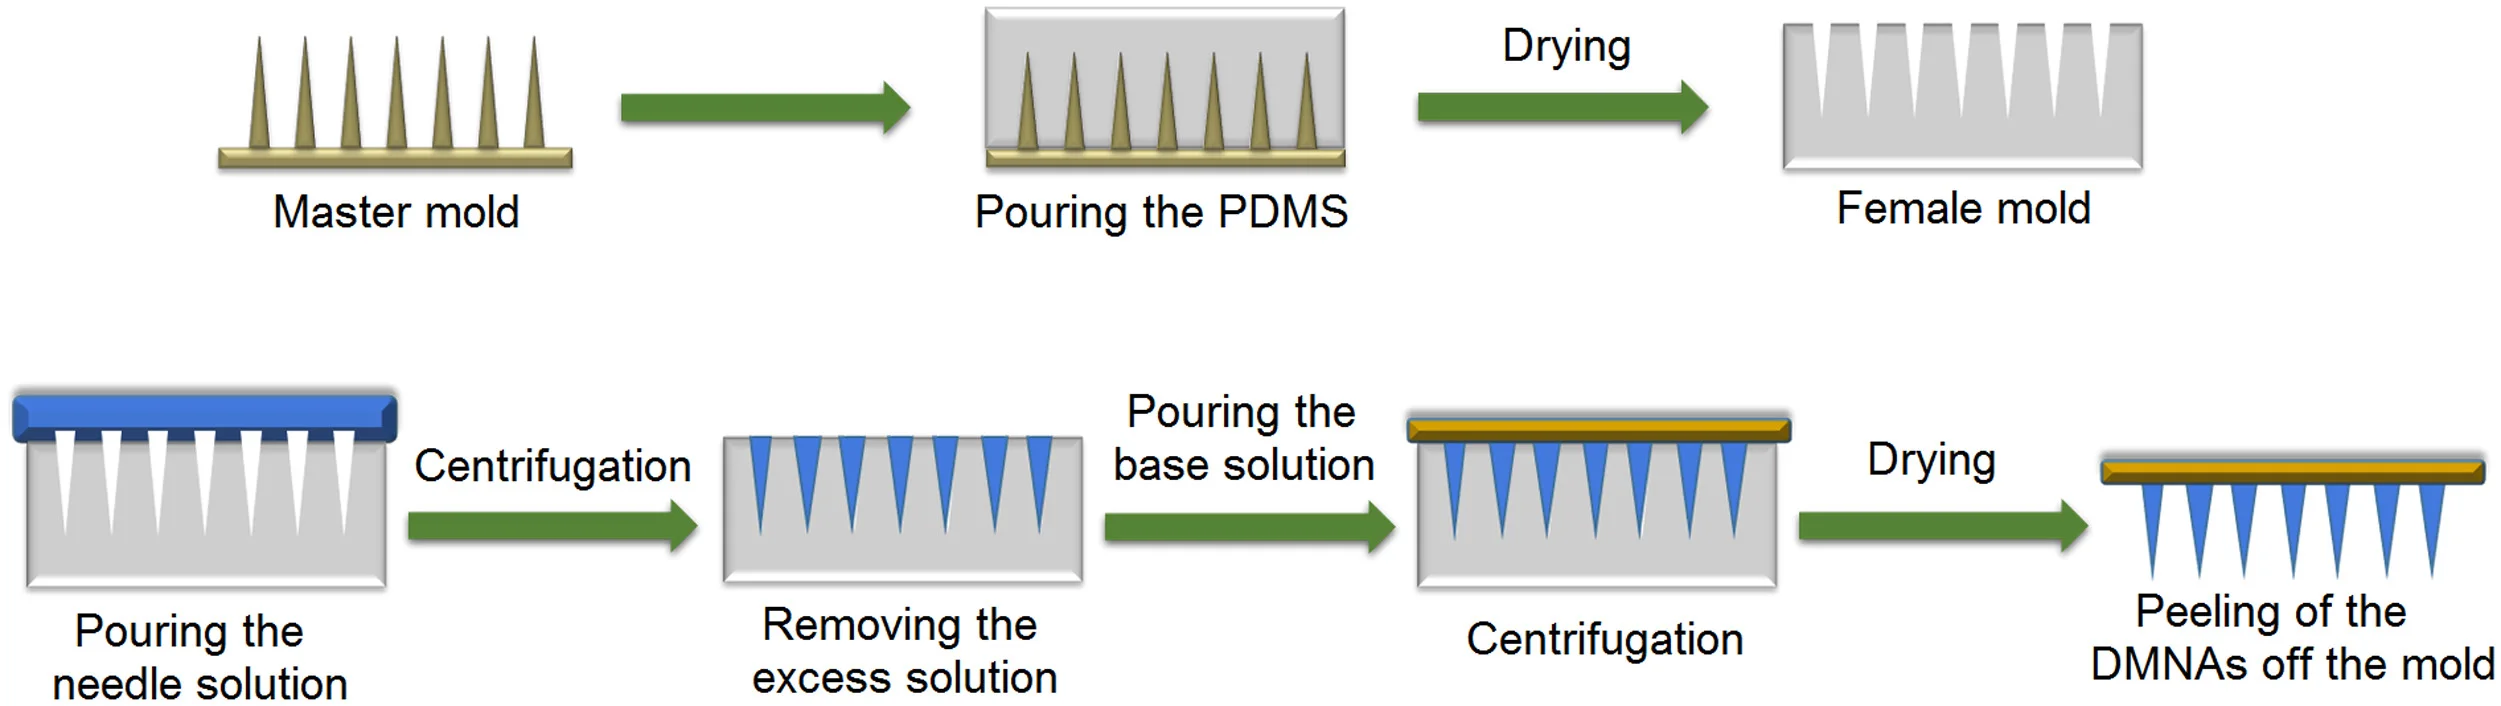 Master mold
Pouring the PDMS
Drying
Female mold
Pouring the
needle solution
Centrifugation
Removing the
excess solution
Pouring the
base solution
Centrifugation
Drying
Peeling of the
DMNAs off the mold